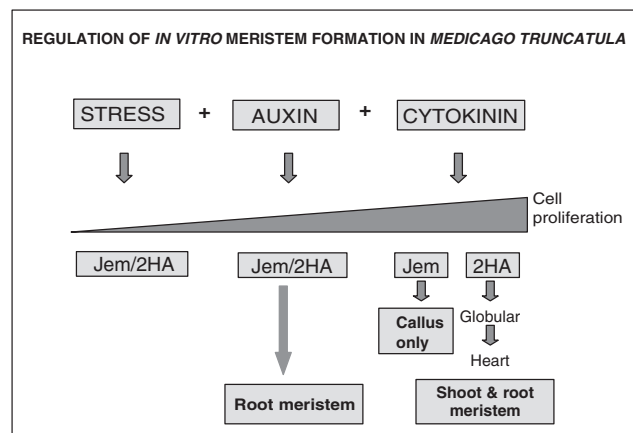 REGULATION OF IN VITRO MERISTEM FORMATION IN MEDICAGO TRUNCATULA
STRESS + AUXIN + CYTOKININ
Cell
proliferation
Jem/2HA Jem/2HA Jem 2HA
Callus
only
Globular
Heart
Root meristem
Shoot & root
meristem